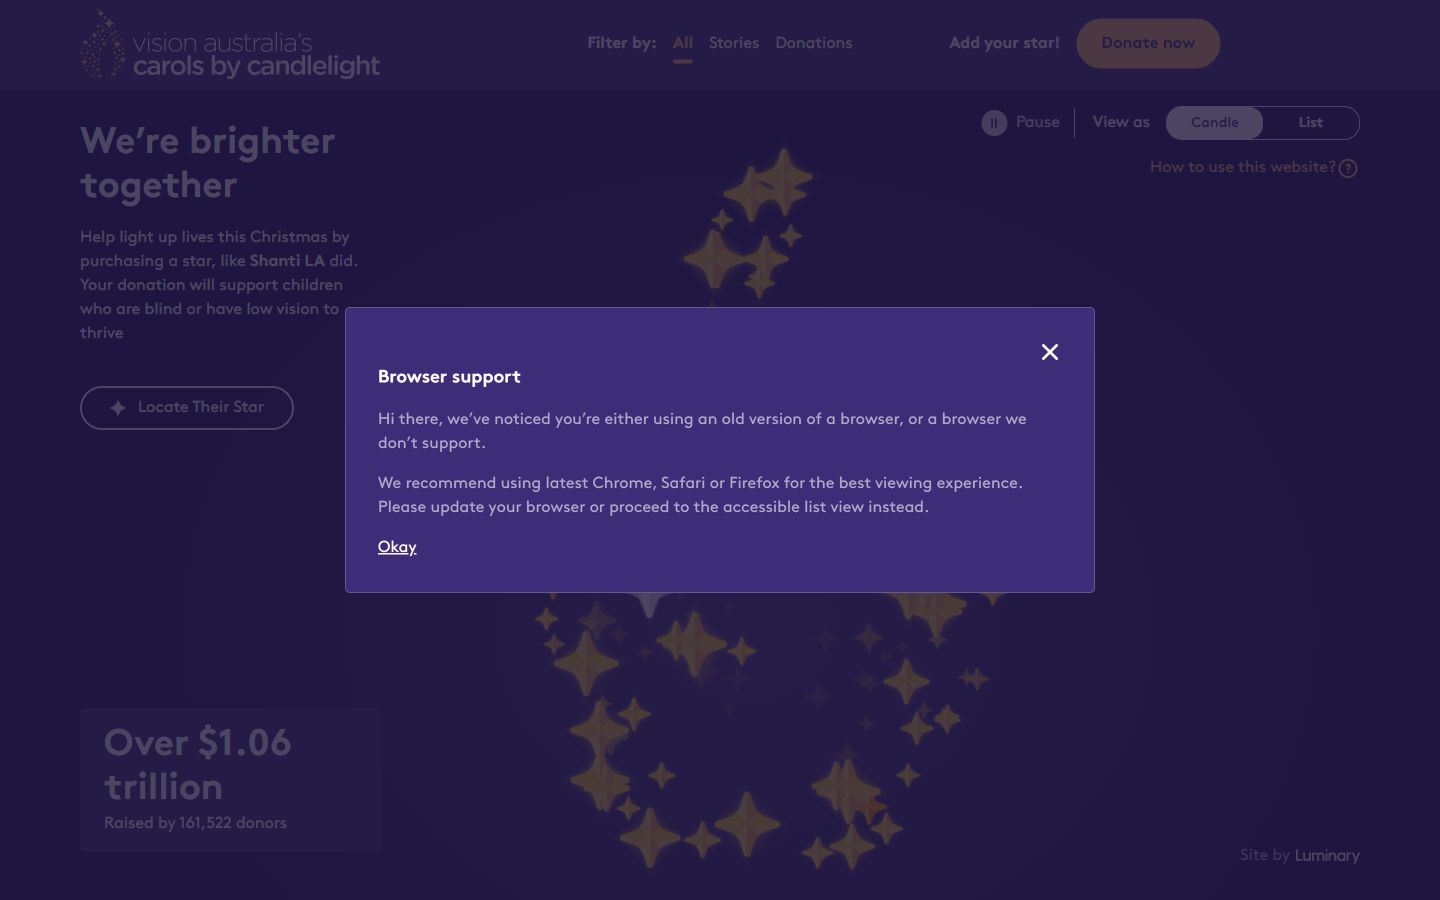 vision australia's
carols by candlelight
Filter by: All Stories Donations
Add your star! Donate now
We're brighter
together
Help light up lives this Christmas by
purchasing a star, like Shanti LA did.
Your donation will support children
who are blind or have low vision to
thrive
Locate Their Star
Pause View as Candle List
How to use this website? ?
Browser support
Hi there, we've noticed you're either using an old version of a browser, or a browser we
don't support.
We recommend using latest Chrome, Safari or Firefox for the best viewing experience.
Please update your browser or proceed to the accessible list view instead.
Okay
Over $1.06
trillion
Raised by 161,522 donors
Site by Luminary